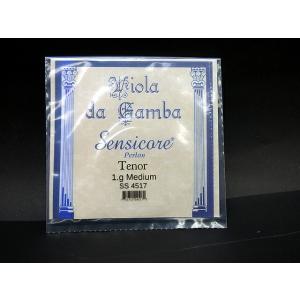 Viola
da Gamba
Sensicore®
Perlon
Tenor
1.g Medium
SS 4517